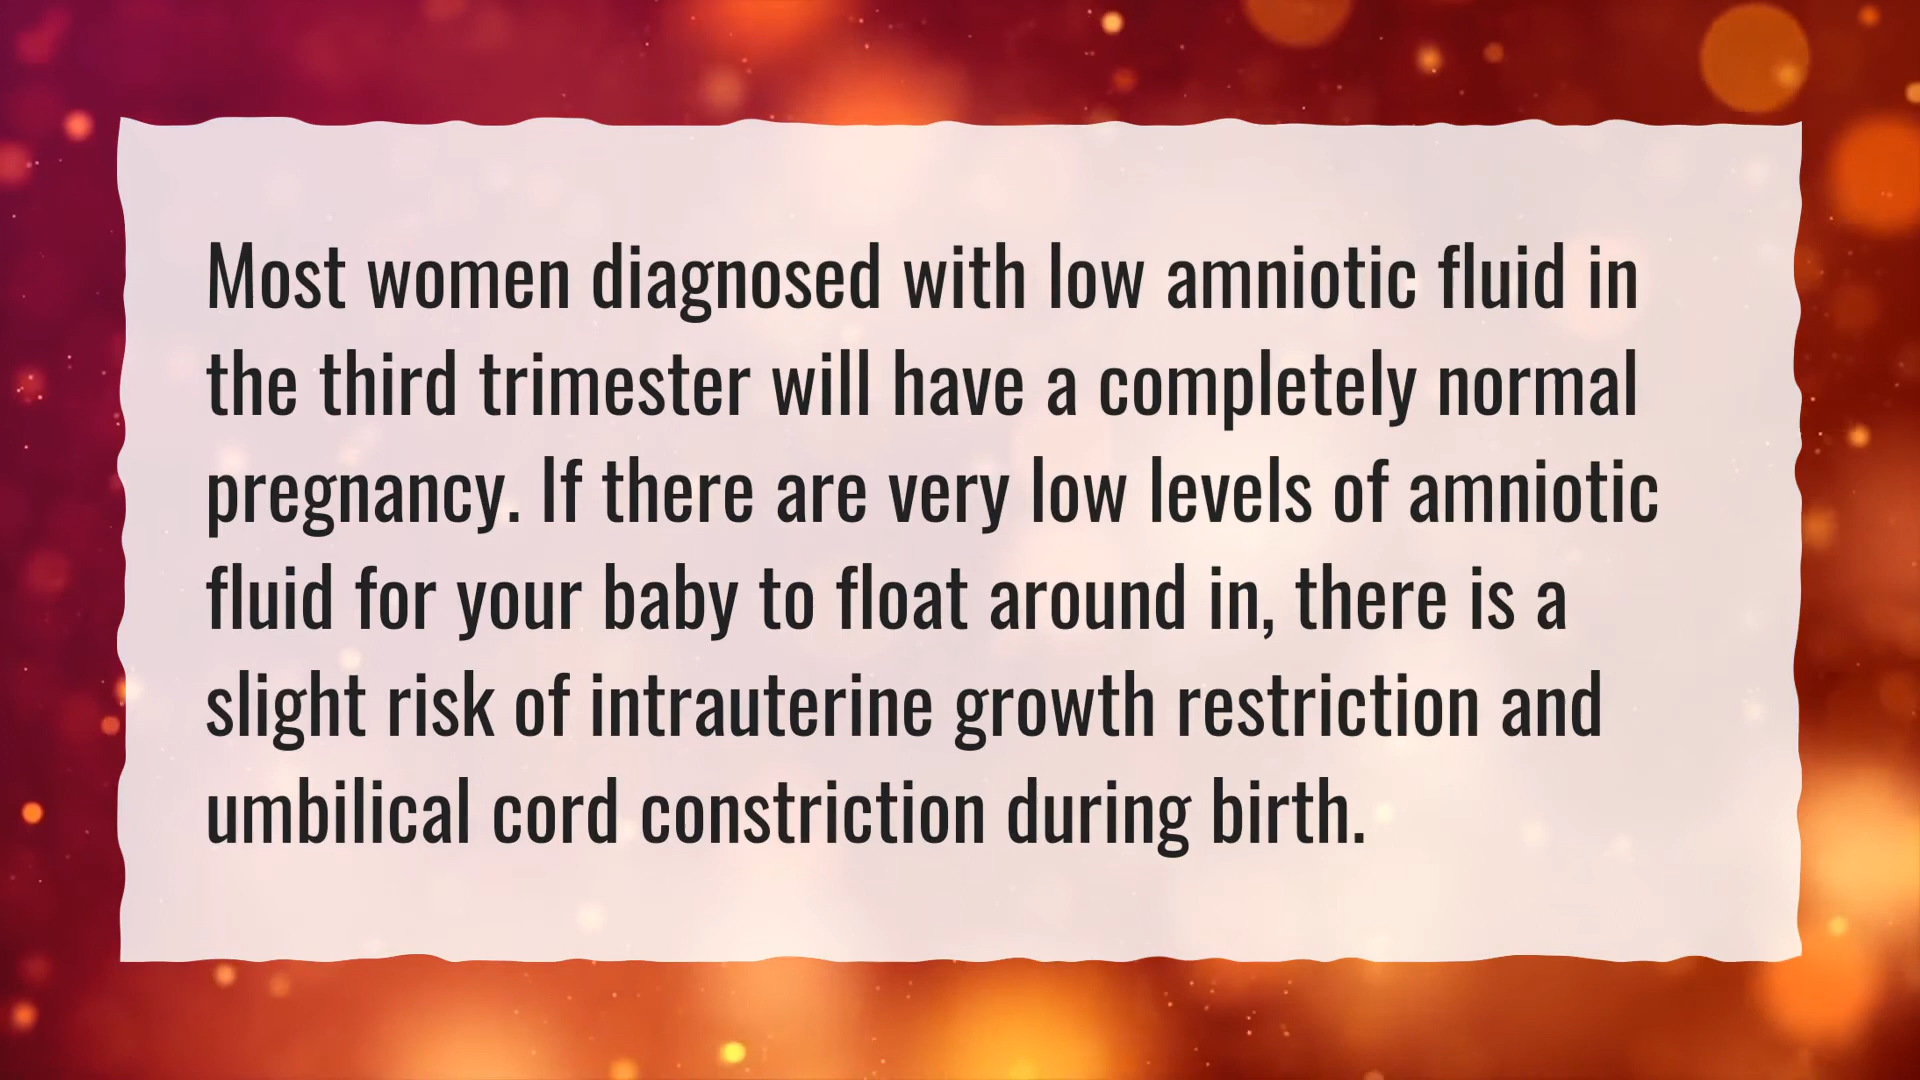 Most women diagnosed with low amniotic fluid in
the third trimester will have a completely normal
pregnancy. If there are very low levels of amniotic
fluid for your baby to float around in, there is a
slight risk of intrauterine growth restriction and
umbilical cord constriction during birth.